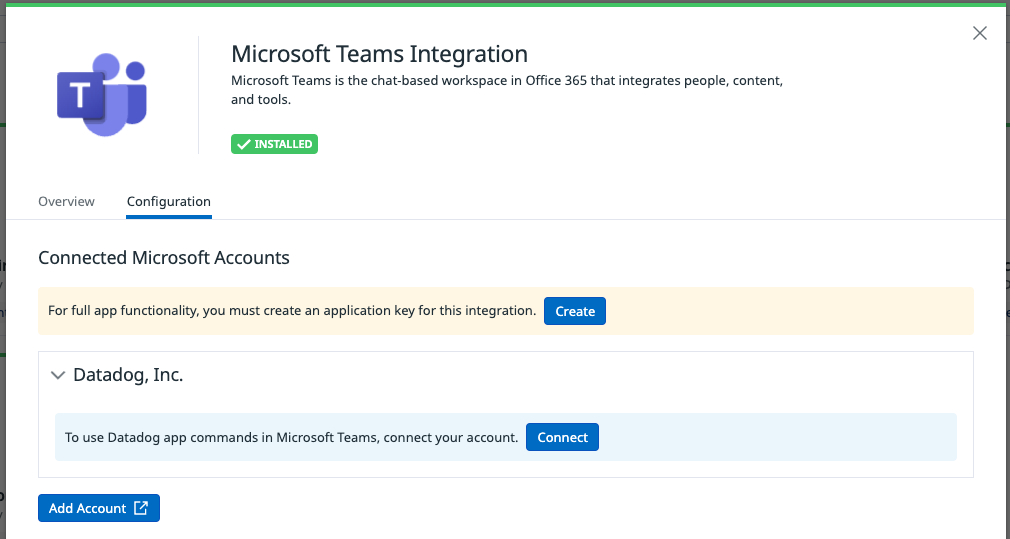 Microsoft Teams Integration
Microsoft Teams is the chat-based workspace in Office 365 that integrates people, content,
and tools.
INSTALLED
Overview Configuration
Connected Microsoft Accounts
For full app functionality, you must create an application key for this integration. Create
Datadog, Inc.
To use Datadog app commands in Microsoft Teams, connect your account. Connect
Add Account